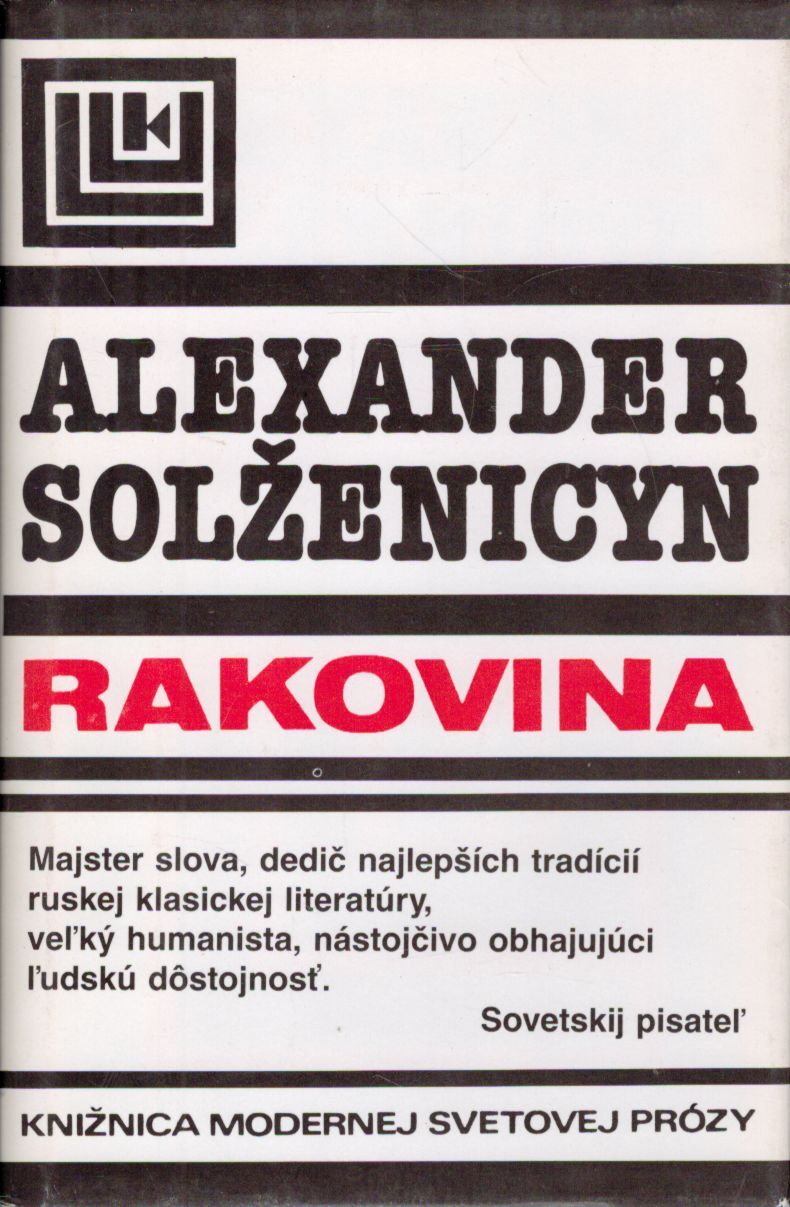 ALEXANDER
SOLŽENICYN
RAKOVINA
Majster slova, dedič najlepších tradícií
ruskej klasickej literatúry,
veľký humanista, nástojčivo obhajujúci
ľudskú dôstojnosť.
Sovetskij pisateľ
KNIŽNICA MODERNEJ SVETOVEJ PRÓZY